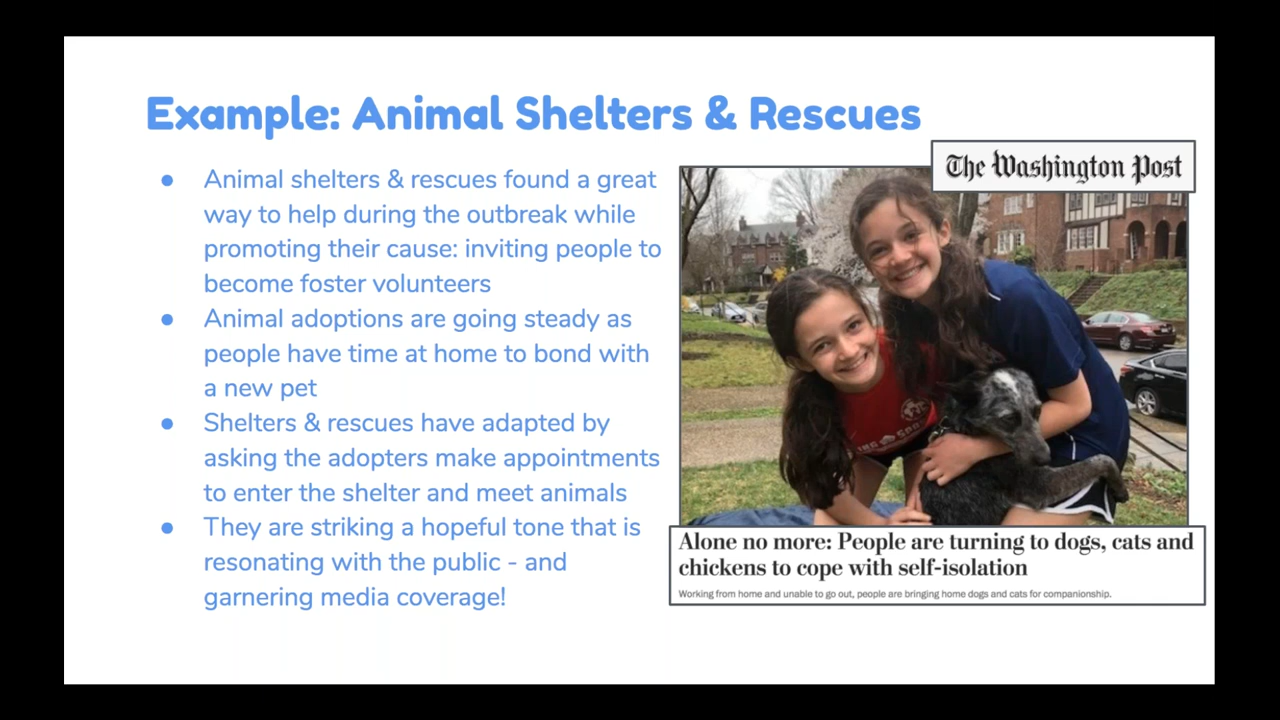 Example: Animal Shelters & Rescues
● Animal shelters & rescues found a great
way to help during the outbreak while
promoting their cause: inviting people to
become foster volunteers
● Animal adoptions are going steady as
people have time at home to bond with
a new pet
● Shelters & rescues have adapted by
asking the adopters make appointments
to enter the shelter and meet animals
● They are striking a hopeful tone that is
resonating with the public - and
garnering media coverage!
The Washington Post
Alone no more: People are turning to dogs, cats and
chickens to cope with self-isolation
Working from home and unable to go out, people are bringing home dogs and cats for companionship.